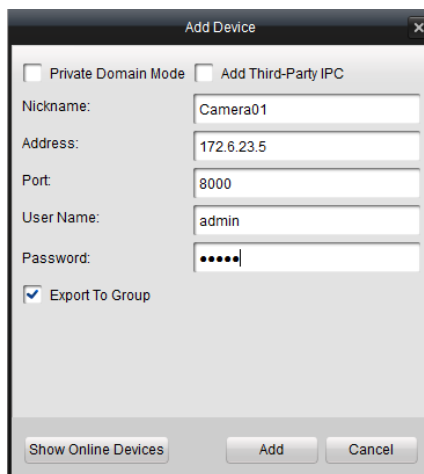 Add Device
Private Domain Mode Add Third-Party IPC
Nickname: Camera01
Address: 172.6.23.5
Port: 8000
User Name: admin
Password: •••••
Export To Group
Show Online Devices Add Cancel